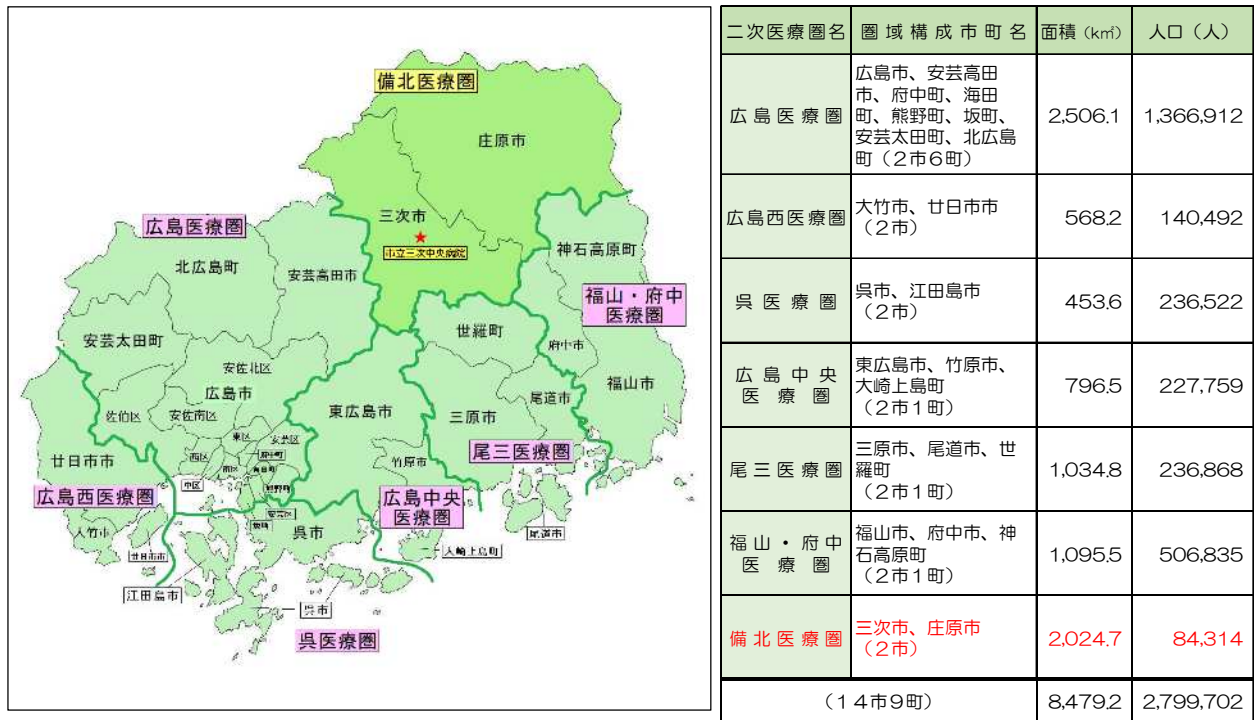 備北医療圏
庄原市
三次市
市立三次中央病院
広島医療圏
北広島町
安芸高田市
神石高原町
福山・府中
医療圏
世羅町
府中市
安芸太田町
安佐北区
広島市
福山市
佐伯区
安佐南区
東広島市
三原市
尾道市
東区
安芸区
西区
府中町
南区
海田町
中区
熊野町
竹原市
尾三医療圏
廿日市市
広島西医療圏
広島中央
医療圏
安芸区
坂町
呉市
大竹市
廿日市市
大崎上島町
尾道市
江田島市
呉市
呉医療圏
二次医療圏名 圏域構成市町名 面積（k㎡） 人口（人）
広島医療圏
広島市、安芸高田
市、府中町、海田
町、熊野町、坂町、
安芸太田町、北広島
町（2市6町）
2,506.1 1,366,912
広島西医療圏
大竹市、廿日市市
（2市）
568.2 140,492
呉医療圏
呉市、江田島市
（2市）
453.6 236,522
広島中央
医療圏
東広島市、竹原市、
大崎上島町
（2市1町）
796.5 227,759
尾三医療圏
三原市、尾道市、世
羅町
（2市1町）
1,034.8 236,868
福山・府中
医療圏
福山市、府中市、神
石高原町
（2市1町）
1,095.5 506,835
備北医療圏
三次市、庄原市
（2市）
2,024.7 84,314
（14市9町） 8,479.2 2,799,702